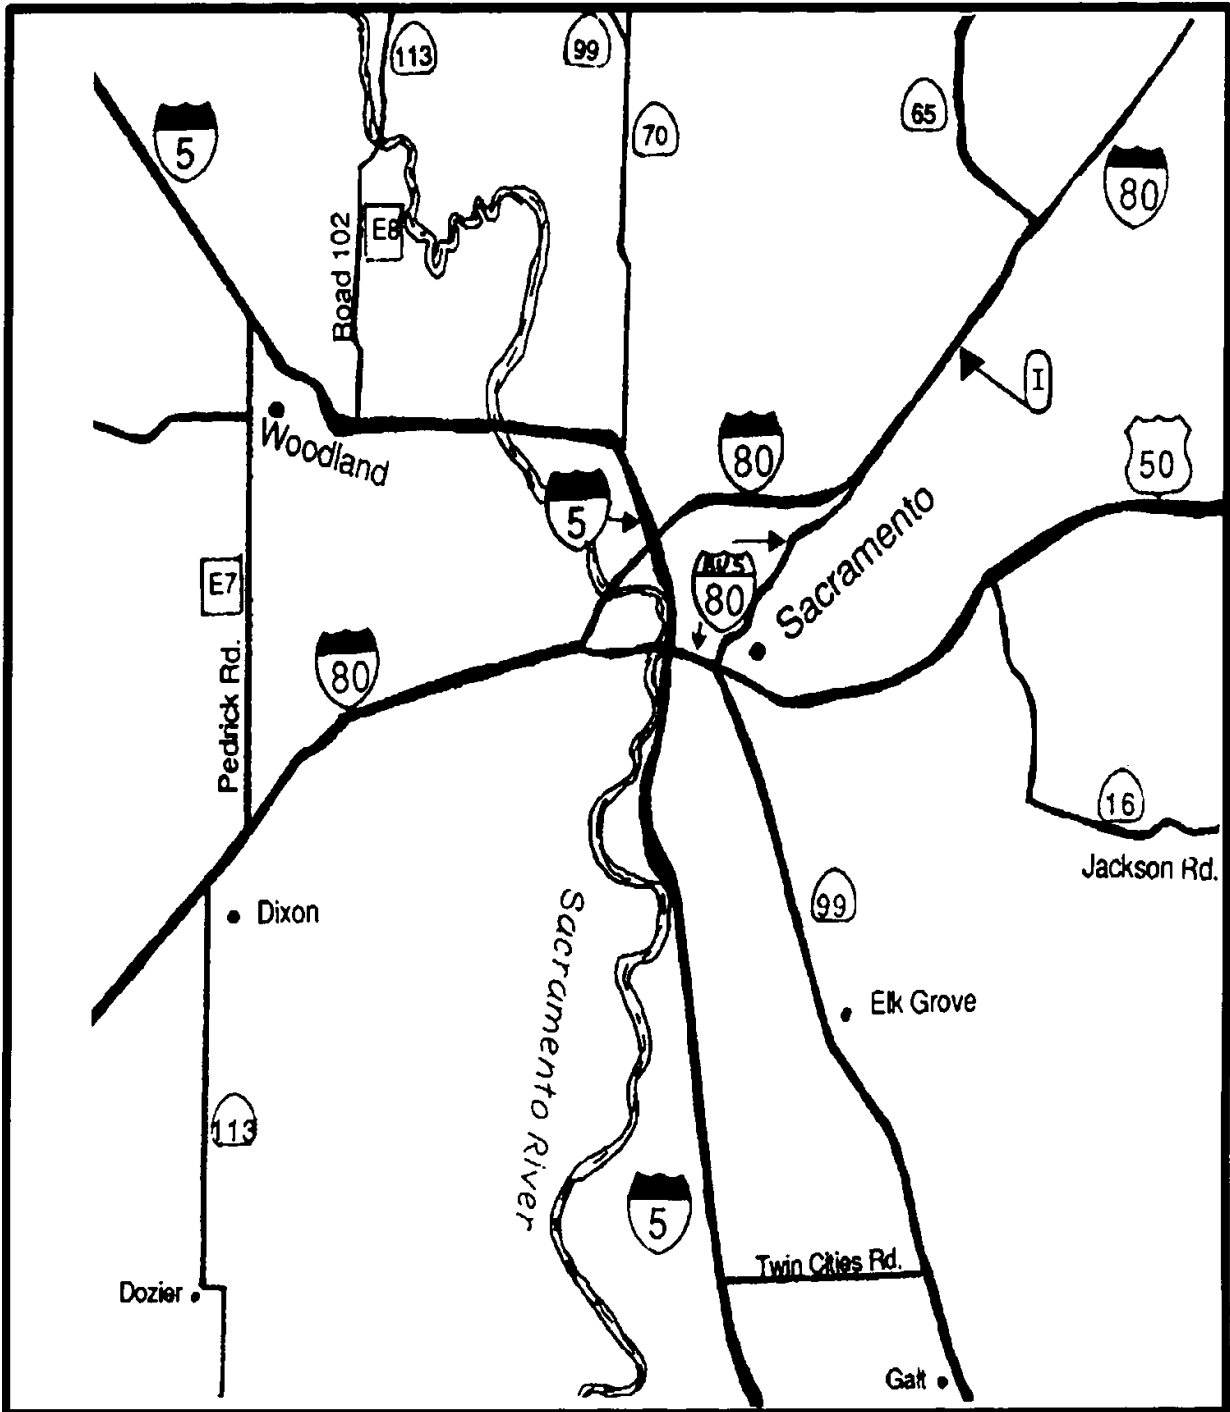 113
99
70
65
5
80
E8
Road 102
I
50
Woodland
80
5
BUS
80
Sacramento
E7
80
Pedrick Rd.
16
Jackson Rd.
99
Dixon
Sacramento River
Elk Grove
113
5
Twin Cities Rd.
Dozier
Galt